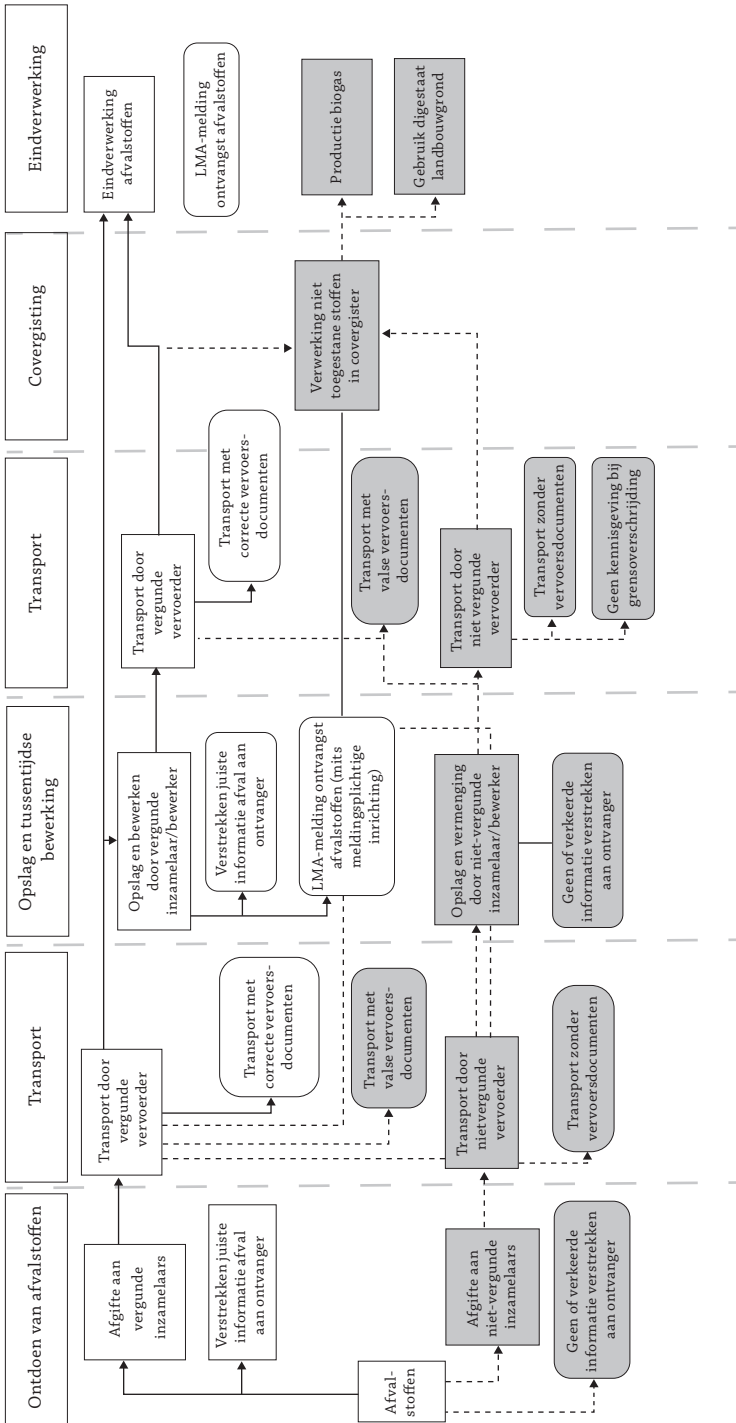 Ontdoen van afvalstoffen
Transport
Opslag en tussentijdse
bewerking
Transport
Covergisting
Eindverwerking
Afval-
stoffen
Afgifte aan
vergunde
inzamelaars
Verstrekken juiste
informatie afval
aan ontvanger
Afgifte aan
niet-vergunde
inzamelaars
Geen of verkeerde
informatie verstrekken
aan ontvanger
Transport door
vergunde
vervoerder
Transport met
correcte vervoers-
documenten
Transport met
valse vervoers-
documenten
Transport door
nietvergunde
vervoerder
Transport zonder
vervoersdocumenten
Opslag en bewerken
door vergunde
inzamelaar/bewerker
Verstrekken juiste
informatie afval aan
ontvanger
LMA-melding ontvangst
afvalstoffen (mits
meldingsplichtige
inrichting)
Opslag en vermenging
door niet-vergunde
inzamelaar/bewerker
Geen of verkeerde
informatie verstrekken
aan ontvanger
Transport door
vergunde
vervoerder
Transport met
correcte vervoers-
documenten
Transport met
valse vervoers-
documenten
Transport door
niet vergunde
vervoerder
Transport zonder
vervoersdocumenten
Geen kennisgeving bij
grensoverschrijding
Verwerking niet
toegestane stoffen
in covergister
Eindverwerking
afvalstoffen
LMA-melding
ontvangst afvalstoffen
Productie biogas
Gebruik digestaat
landbouwgrond